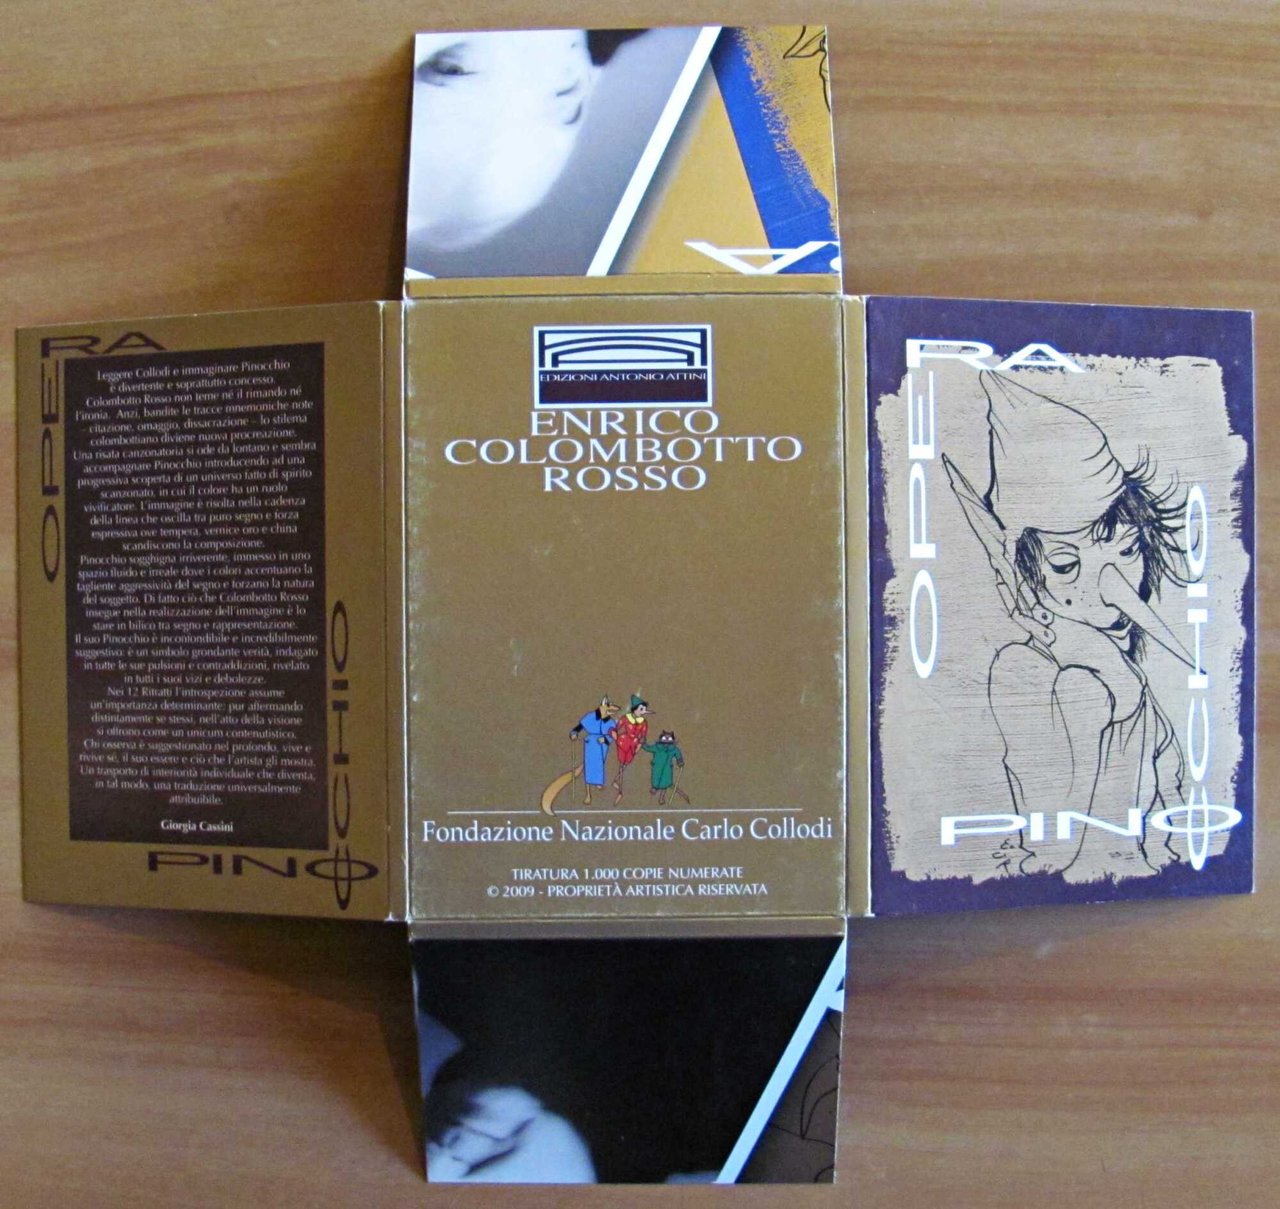 OPERA
Leggere Collodi e immaginare Pinocchio
è divertente e soprattutto concesso.
Colombotto Rosso non teme né il rimando né
l'ironia. Anzi, bandite le tracce mnemoniche note
- citazione, omaggio, dissacrazione - lo stilema
colombottiano diviene nuova procreazione.
Una risata canzonatoria si ode da lontano e sembra
accompagnare Pinocchio introducendo ad una
progressiva scoperta di un universo fatto di spirito
scanzonato, in cui il colore ha un ruolo
vivificatore. L'immagine è risolta nella cadenza
della linea che oscilla tra puro segno e forza
espressiva ove tempera, vernice oro e china
scandiscono la composizione.
Pinocchio sogghigna irriverente, immesso in uno
spazio fluido e irreale dove i colori accentuano la
tagliente aggressività del segno e forzano la natura
del soggetto. Di fatto ciò che Colombotto Rosso
insegue nella realizzazione dell'immagine è lo
stare in bilico tra segno e rappresentazione.
Il suo Pinocchio è inconfondibile e incredibilmente
suggestivo: è un simbolo grondante verità, indagato
in tutte le sue pulsioni e contraddizioni, rivelato
in tutti i suoi vizi e debolezze.
Nei 12 Ritratti l'introspezione assume
un'importanza determinante: pur affermando
distintamente se stessi, nell'atto della visione
si offrono come un unicum contenutistico.
Chi osserva è suggestionato nel profondo, vive e
rivive sé, il suo essere e ciò che l'artista gli mostra.
Un trasporto di interiorità individuale che diventa,
in tal modo, una traduzione universalmente
attribuibile.
Giorgia Cassini
PINOCCHIO
EDIZIONI ANTONIO ATTINI
ENRICO
COLOMBOTTO
ROSSO
Fondazione Nazionale Carlo Collodi
TIRATURA 1.000 COPIE NUMERATE
© 2009 - PROPRIETÀ ARTISTICA RISERVATA
OPERA
PINOCCHIO